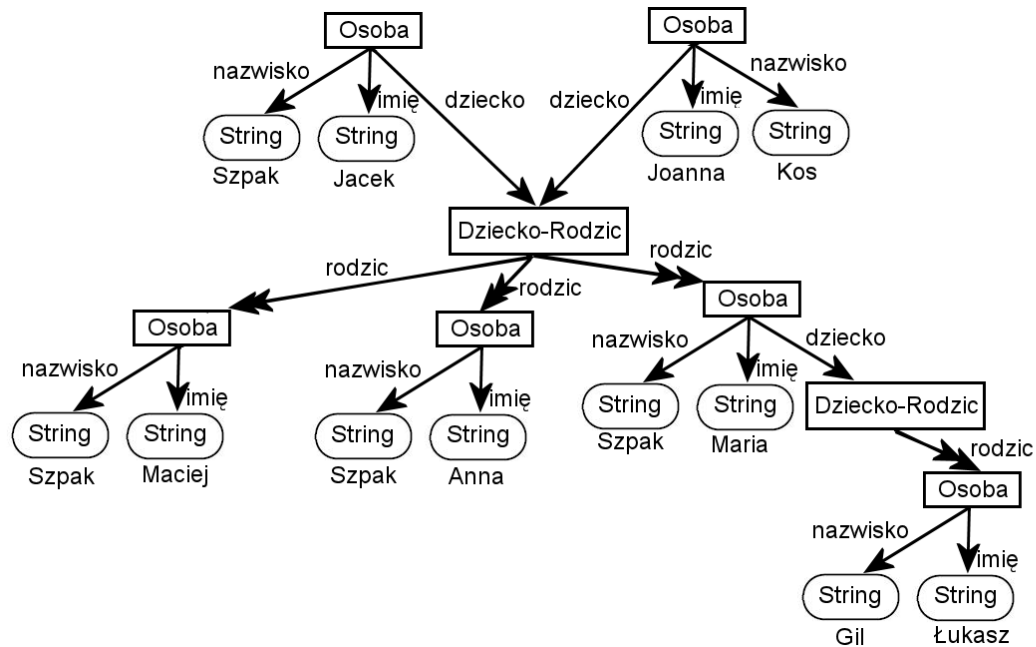 Osoba
Osoba
nazwisko
imię
dziecko
dziecko
imię
nazwisko
String
String
String
String
Szpak
Jacek
Joanna
Kos
Dziecko-Rodzic
rodzic
rodzic
rodzic
Osoba
Osoba
Osoba
nazwisko
imię
nazwisko
imię
nazwisko
imię
dziecko
String
String
String
String
String
String
Dziecko-Rodzic
Szpak
Maciej
Szpak
Anna
Szpak
Maria
rodzic
Osoba
nazwisko
imię
String
String
Gil
Łukasz